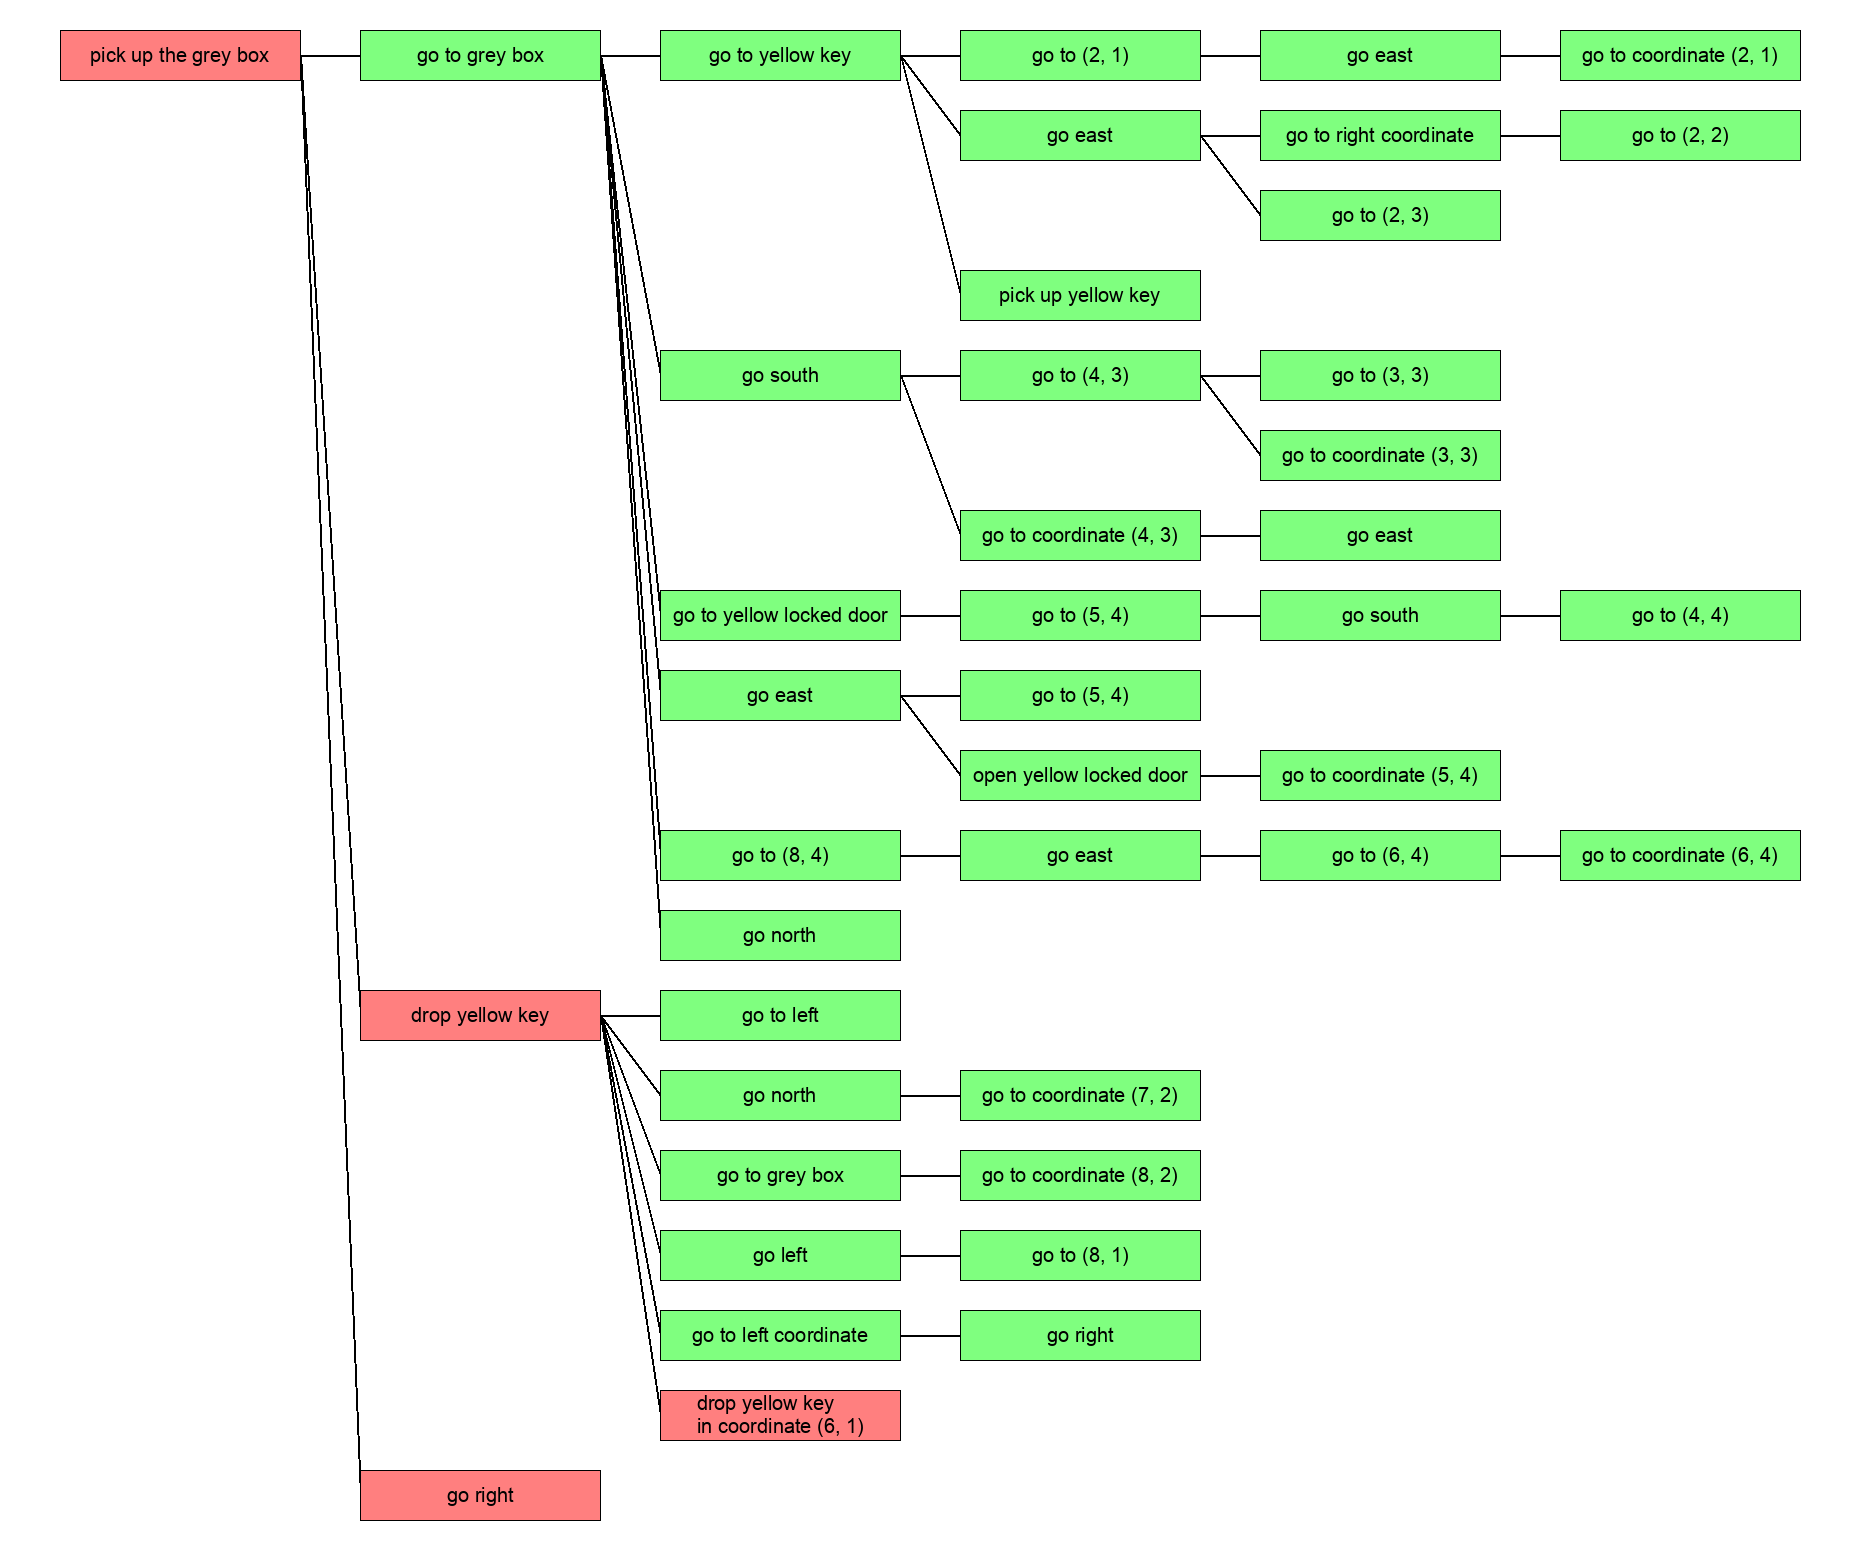 pick up the grey box
go to grey box
go to yellow key
go to (2, 1)
go east
go to coordinate (2, 1)
go east
go to right coordinate
go to (2, 2)
go to (2, 3)
pick up yellow key
go south
go to (4, 3)
go to (3, 3)
go to coordinate (3, 3)
go to coordinate (4, 3)
go east
go to yellow locked door
go to (5, 4)
go south
go to (4, 4)
go east
go to (5, 4)
open yellow locked door
go to coordinate (5, 4)
go to (8, 4)
go east
go to (6, 4)
go to coordinate (6, 4)
go north
drop yellow key
go to left
go north
go to coordinate (7, 2)
go to grey box
go to coordinate (8, 2)
go left
go to (8, 1)
go to left coordinate
go right
drop yellow key
in coordinate (6, 1)
go right